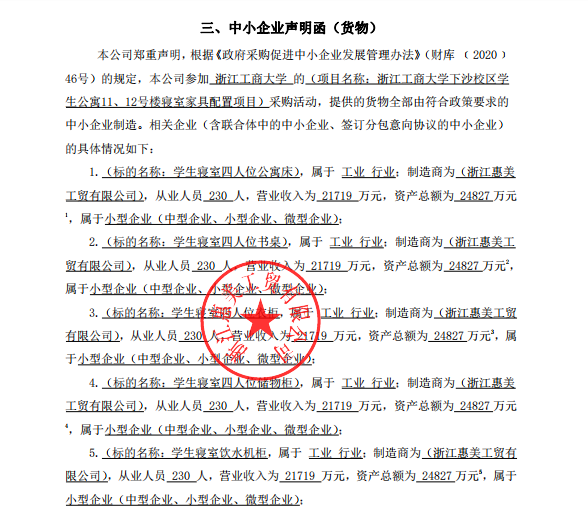 三、中小企业声明函（货物）
本公司郑重声明，根据《政府采购促进中小企业发展管理办法》（财库（2020）
46号）的规定，本公司参加 浙江工商大学 的（项目名称：浙江工商大学下沙校区学
生公寓11、12号楼寝室家具配置项目）采购活动，提供的货物全部由符合政策要求的
中小企业制造。相关企业（含联合体中的中小企业、签订分包意向协议的中小企业）
的具体情况如下：
1.（标的名称：学生寝室四人位公寓床），属于 工业 行业；制造商为（浙江惠美
工贸有限公司），从业人员 230 人，营业收入为 21719 万元，资产总额为 24827 万元
1，属于小型企业（中型企业、小型企业、微型企业）；
2.（标的名称：学生寝室四人位书桌），属于 工业 行业；制造商为（浙江惠美工
贸有限公司），从业人员 230 人，营业收入为 21719 万元，资产总额为 24827 万元2，
属于小型企业（中型企业、小型企业、微型企业）；
3.（标的名称：学生寝室四人位衣柜，属于 工业 行业；制造商为（浙江惠美工贸
有限公司），从业人员 230 人，营业收入为 21719 万元，资产总额为 24827 万元3，属
于小型企业（中型企业、小型企业、微型企业）；
4.（标的名称：学生寝室四人位储物柜），属于 工业 行业；制造商为（浙江惠美
工贸有限公司），从业人员 230 人，营业收入为 21719 万元，资产总额为 24827 万元
4，属于小型企业（中型企业、小型企业、微型企业）；
5.（标的名称：学生寝室饮水机柜，属于 工业 行业；制造商为（浙江惠美工贸有
限公司），从业人员 230 人，营业收入为 21719 万元，资产总额为 24827 万元5，属于
小型企业（中型企业、小型企业、微型企业）；
浙江惠美工贸有限公司